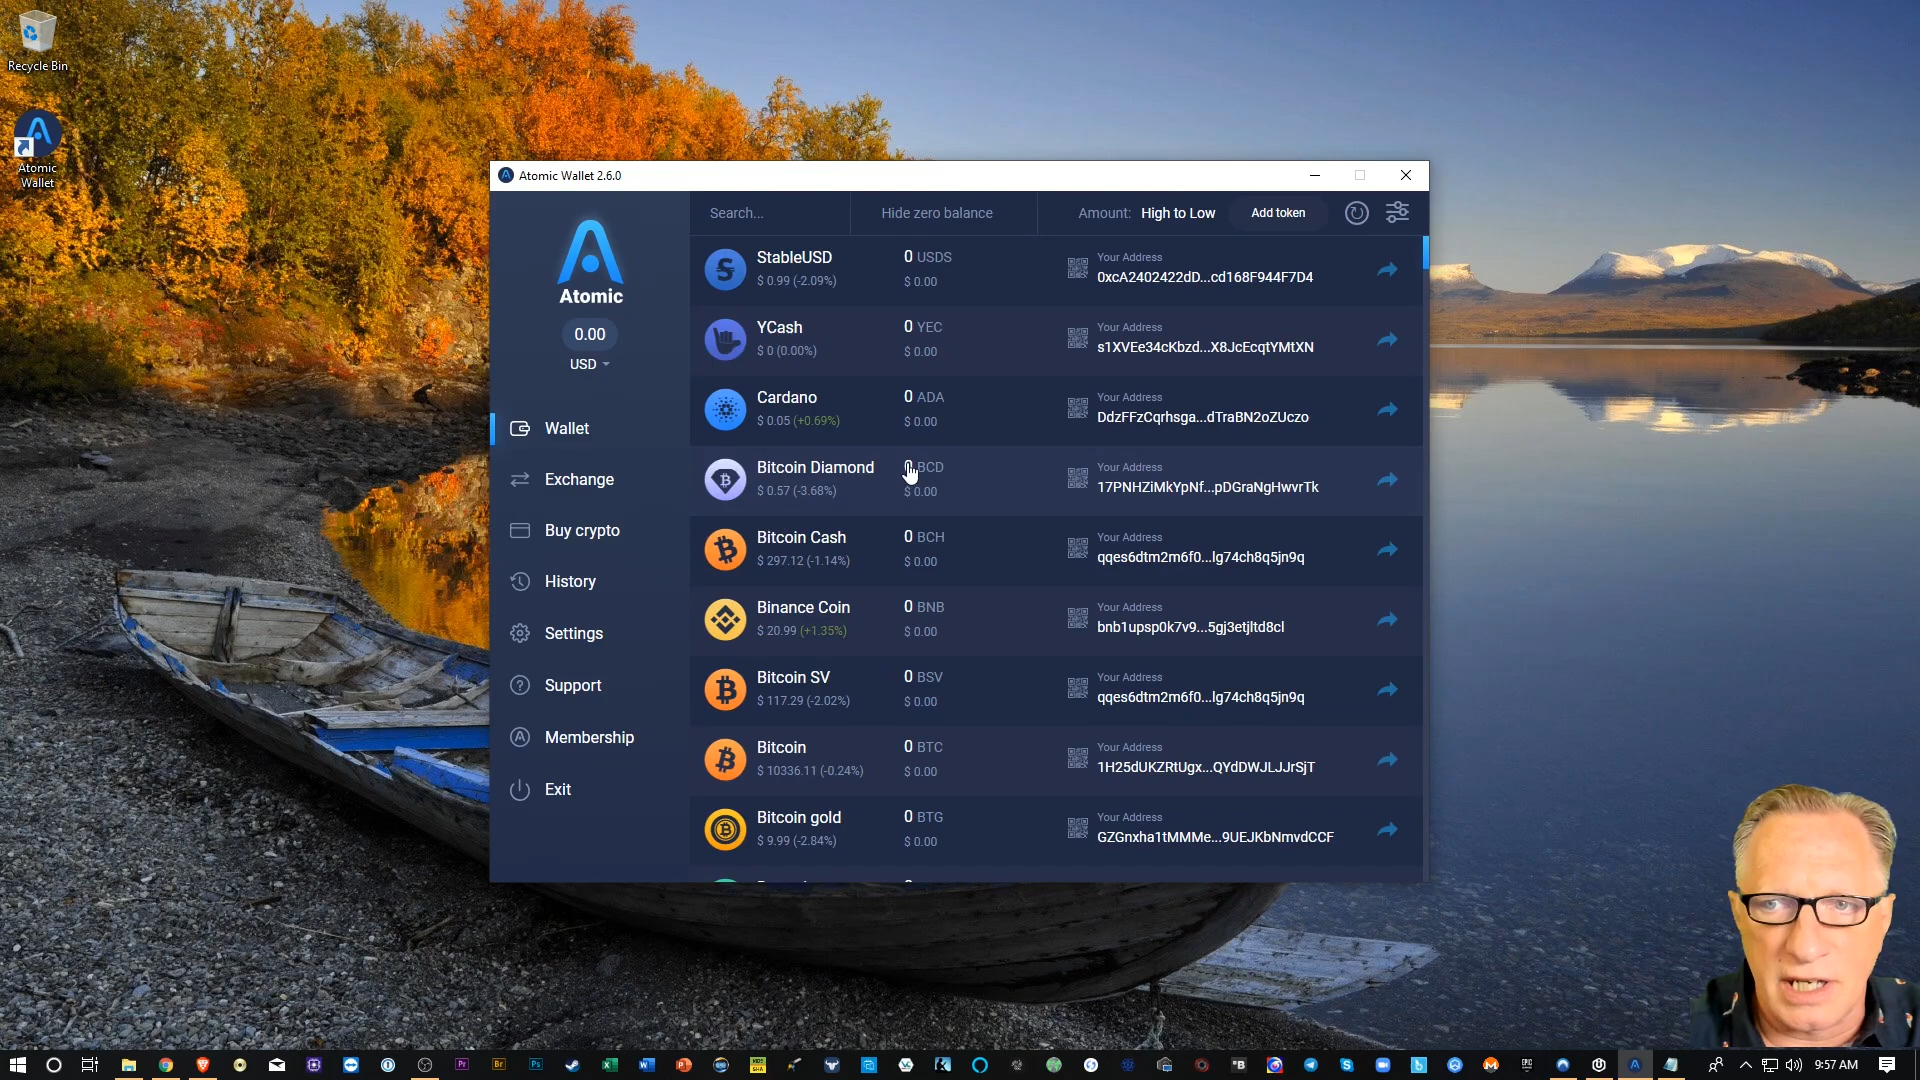 Recycle Bin
Atomic
Wallet
Atomic Wallet 2.6.0
Atomic
0.00
USD
Wallet
Exchange
Buy crypto
History
Settings
Support
Membership
Exit
Search...
Hide zero balance
Amount: High to Low
Add token
StableUSD
$ 0.99 (-2.09%)
0 USDS
$ 0.00
Your Address
0xcA2402422dD...cd168F944F7D4
YCash
$ 0 (0.00%)
0 YEC
$ 0.00
Your Address
s1XVEe34cKbzd...X8JcEcqtYMtXN
Cardano
$ 0.05 (+0.69%)
0 ADA
$ 0.00
Your Address
DdzFFzCqrhsga...dTraBN2oZUczo
Bitcoin Diamond
$ 0.57 (-3.68%)
BCD
$ 0.00
Your Address
17PNHZiMkYpNf...pDGraNgHwvrTk
Bitcoin Cash
$ 297.12 (-1.14%)
0 BCH
$ 0.00
Your Address
qqes6dtm2m6f0...lg74ch8q5jn9q
Binance Coin
$ 20.99 (+1.35%)
0 BNB
$ 0.00
Your Address
bnb1upsp0k7v9...5gj3etjltd8cl
Bitcoin SV
$ 117.29 (-2.02%)
0 BSV
$ 0.00
Your Address
qqes6dtm2m6f0...lg74ch8q5jn9q
Bitcoin
$ 10336.11 (-0.24%)
0 BTC
$ 0.00
Your Address
1H25dUKZRtUgx...QYdDWJLJJrSjT
Bitcoin gold
$ 9.99 (-2.84%)
0 BTG
$ 0.00
Your Address
GZGnxha1tMMMe...9UEJKbNmvdCCF
Pr
Br
Ps
9:57 AM